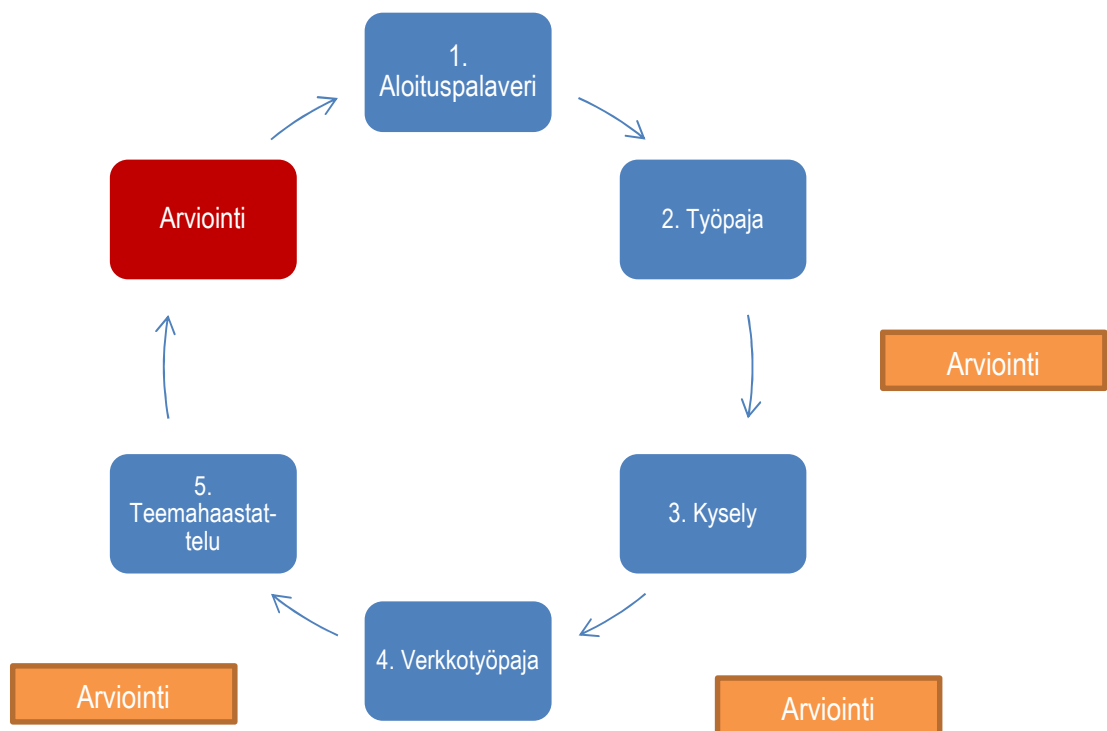 1.
Aloituspalaveri
Arviointi
2. Työpaja
Arviointi
5.
Teemahaastat-
telu
3. Kysely
4. Verkkotyöpaja
Arviointi
Arviointi